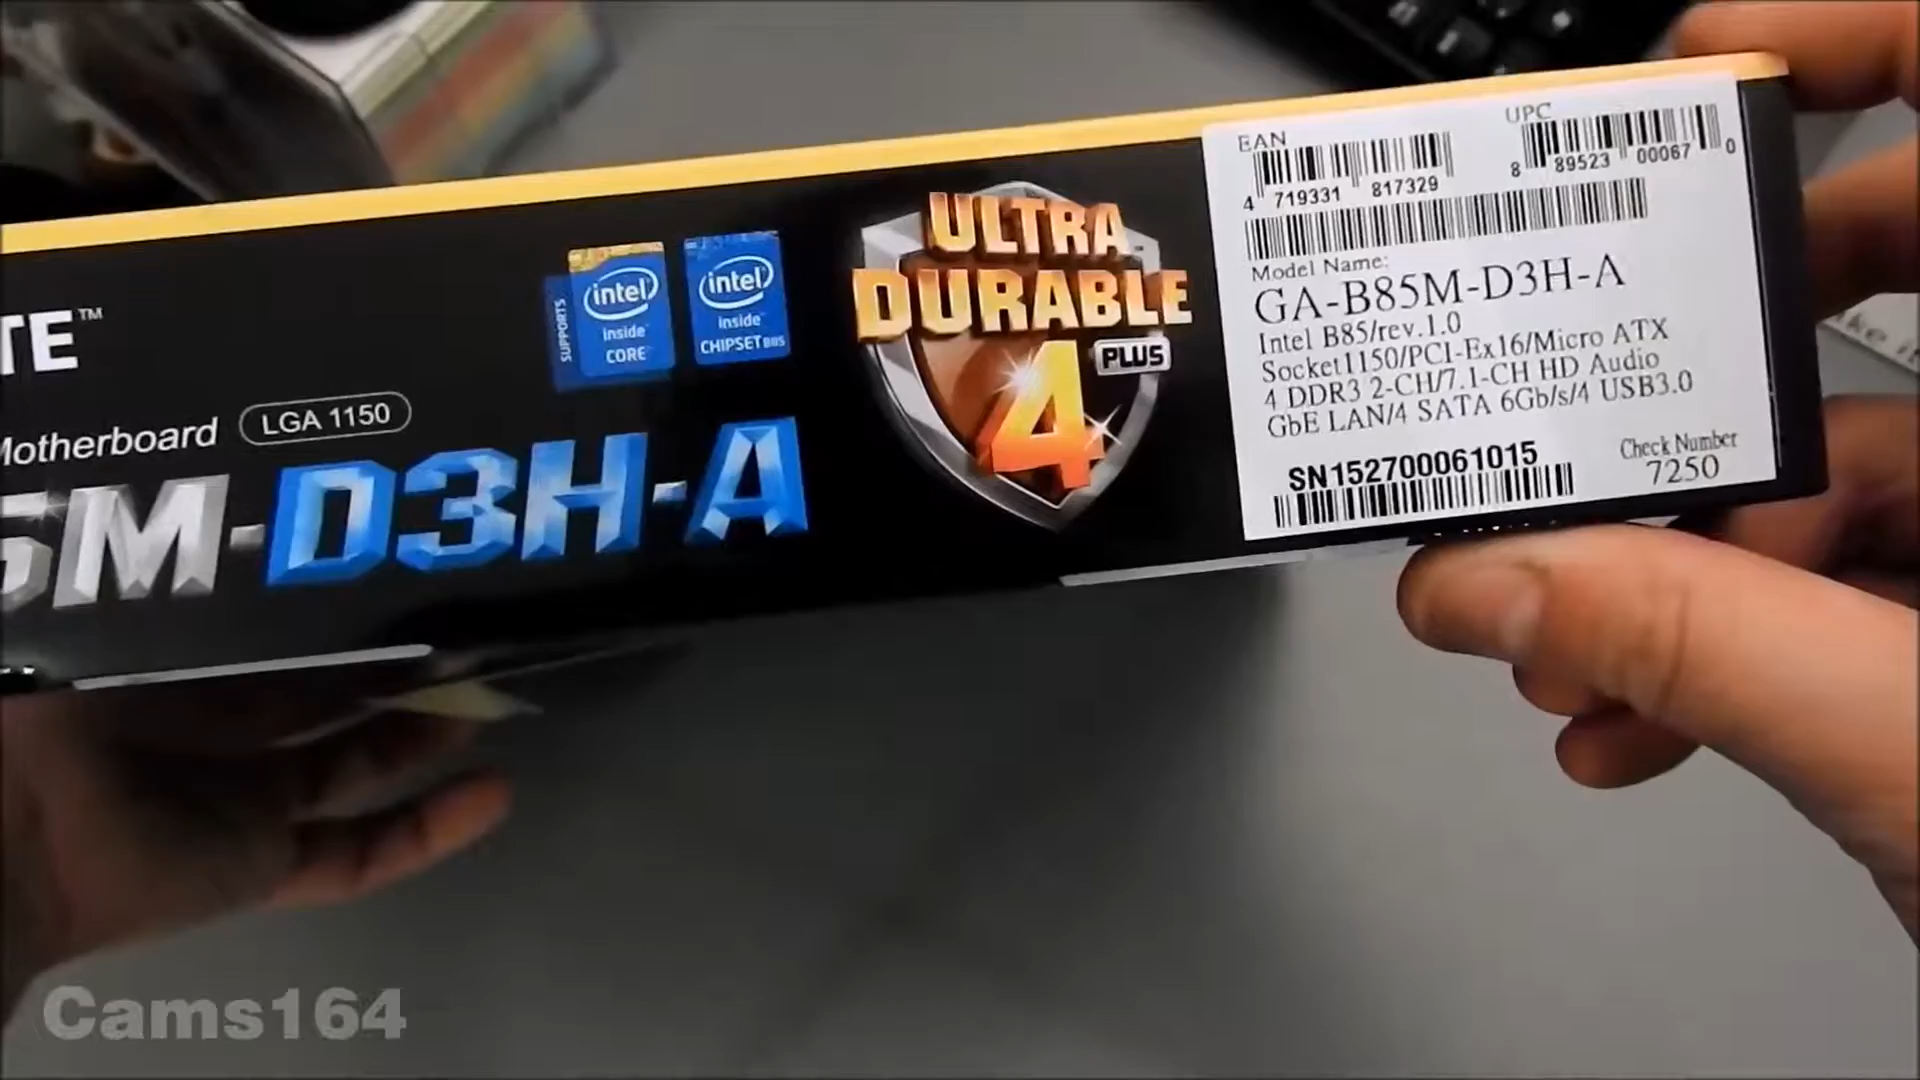 TE™
Motherboard LGA 1150
5M-D3H-A
SUPPORTS
intel
inside
CORE
intel
inside
CHIPSET B85
ULTRA
DURABLE
4 PLUS
EAN
4 719331 817329
UPC
8 89523 00067 0
Model Name:
GA-B85M-D3H-A
Intel B85/rev.1.0
Socket1150/PCI-Ex16/Micro ATX
4 DDR3 2-CH/7.1-CH HD Audio
GbE LAN/4 SATA 6Gb/s/4 USB3.0
SN152700061015
Check Number
7250
Cams164